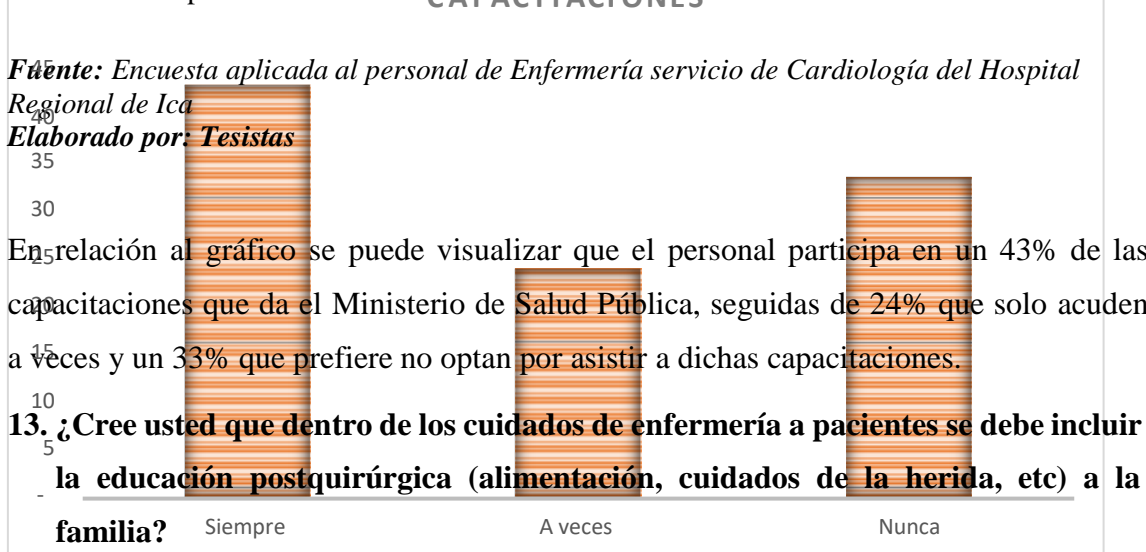 CAPACITACIONES
Fuente: Encuesta aplicada al personal de Enfermería servicio de Cardiología del Hospital
Regional de Ica
Elaborado por: Tesistas
En relación al gráfico se puede visualizar que el personal participa en un 43% de las
capacitaciones que da el Ministerio de Salud Pública, seguidas de 24% que solo acuden
a veces y un 33% que prefiere no optan por asistir a dichas capacitaciones.
13. ¿Cree usted que dentro de los cuidados de enfermería a pacientes se debe incluir
la educación postquirúrgica (alimentación, cuidados de la herida, etc) a la
familia?
45
40
35
30
25
20
15
10
5
-
Siempre
A veces
Nunca